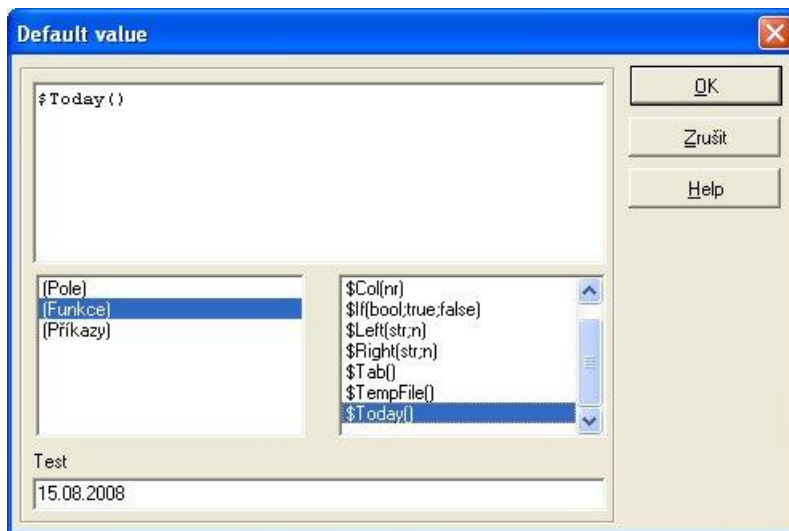 Default value
$Today()
OK
Zrušit
Help
(Pole)
(Funkce)
(Příkazy)
$Col(nr)
$If(bool;true;false)
$Left(str;n)
$Right(str;n)
$Tab()
$TempFile()
$Today()
Test
15.08.2008